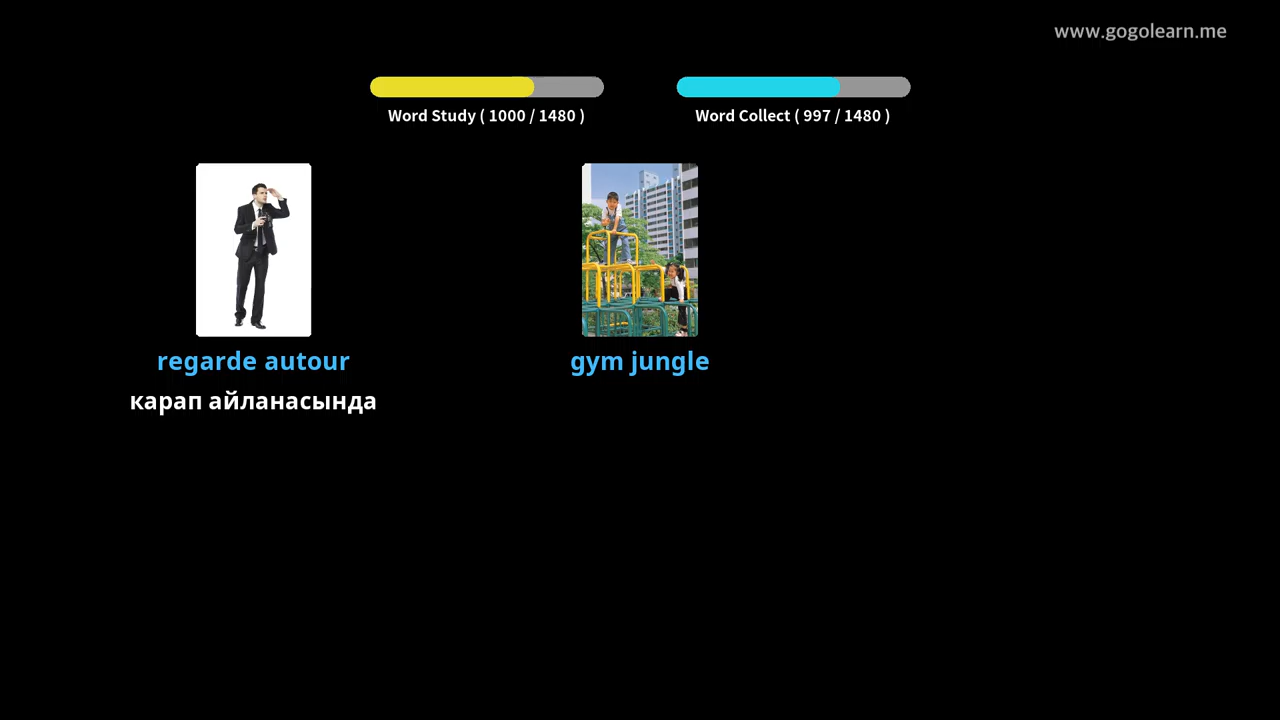 www.gogolearn.me
Word Study ( 1000 / 1480 )
Word Collect ( 997 / 1480 )
regarde autour
карап айланасында
gym jungle